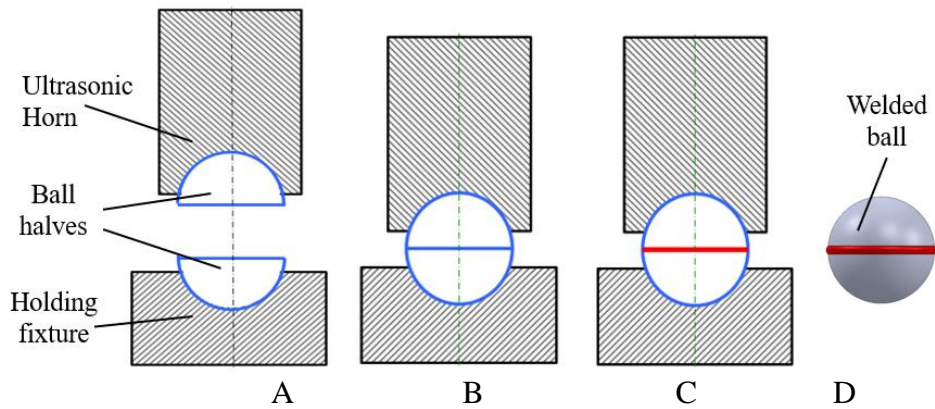 Ultrasonic
Horn
Ball
halves
Holding
fixture
Welded
ball
A
B
C
D